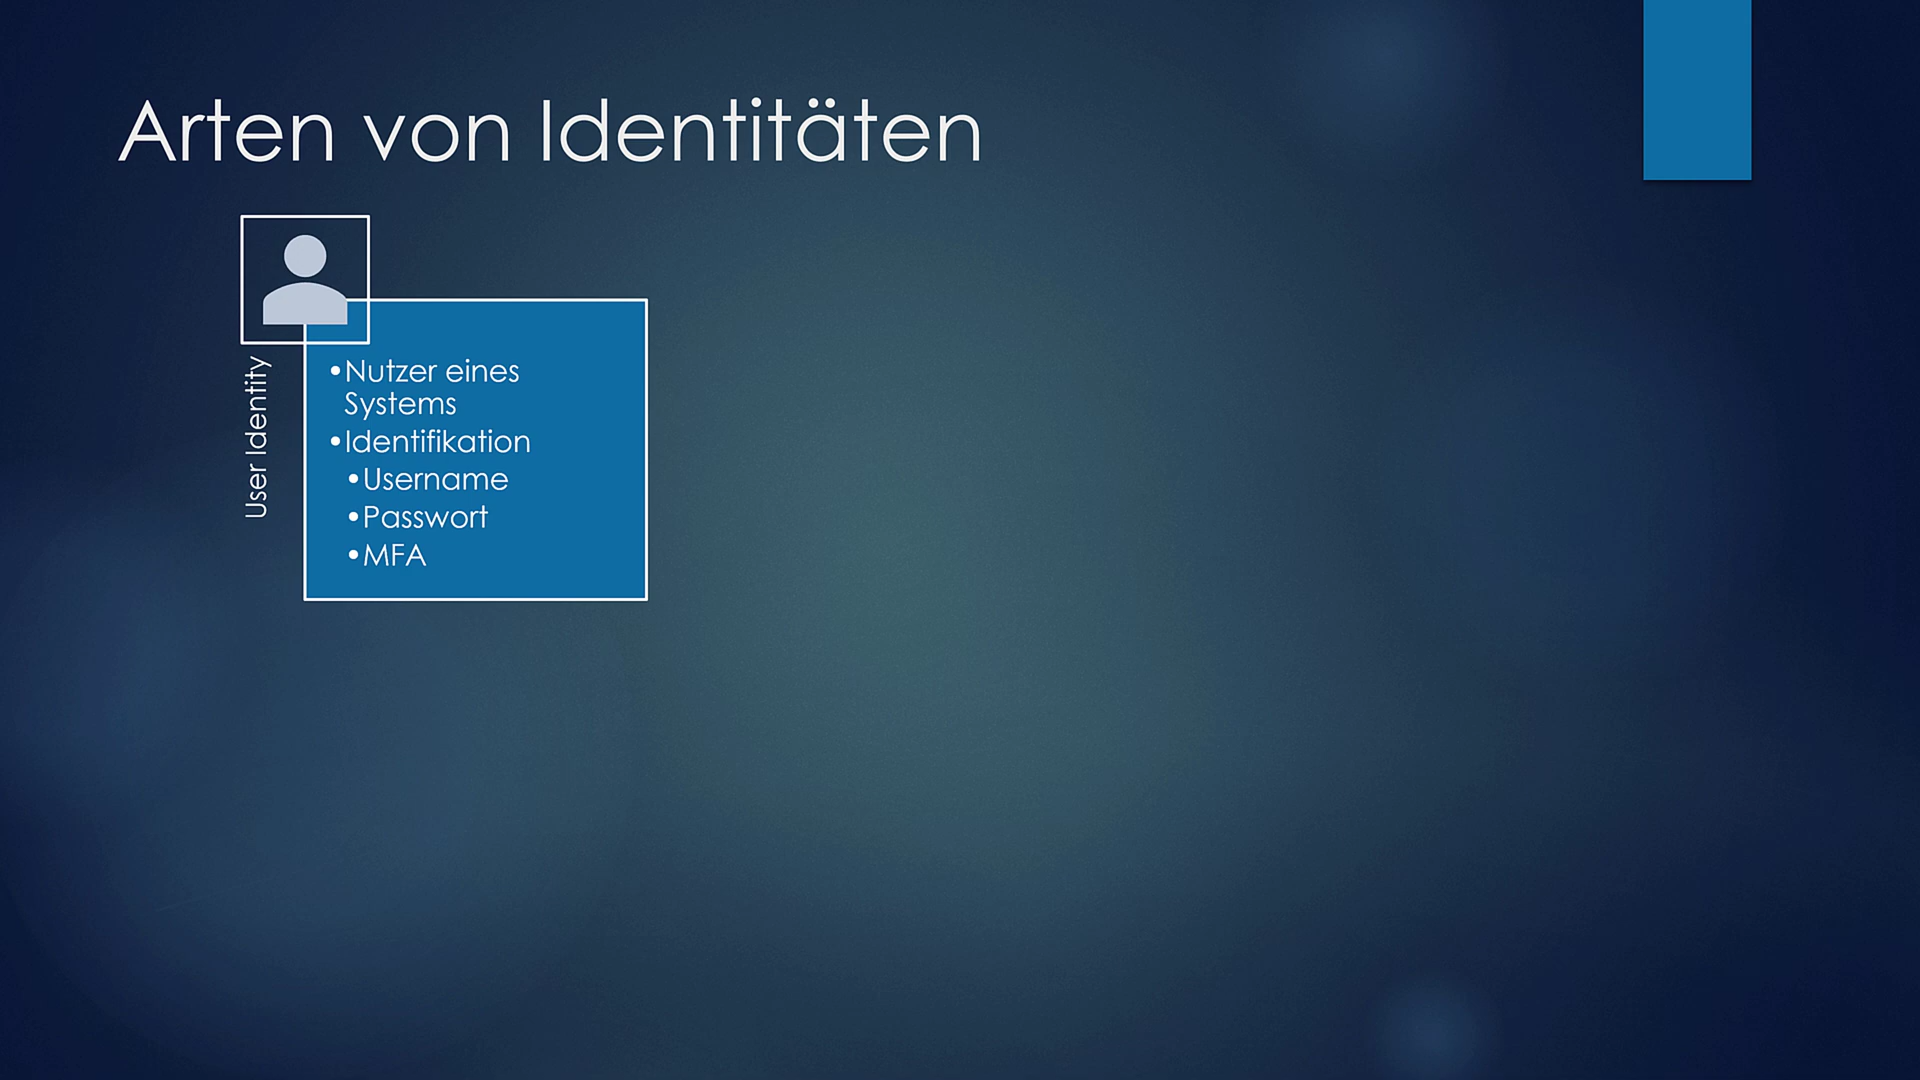 Arten von Identitäten
User Identity
•Nutzer eines
Systems
•Identifikation
•Username
•Passwort
•MFA